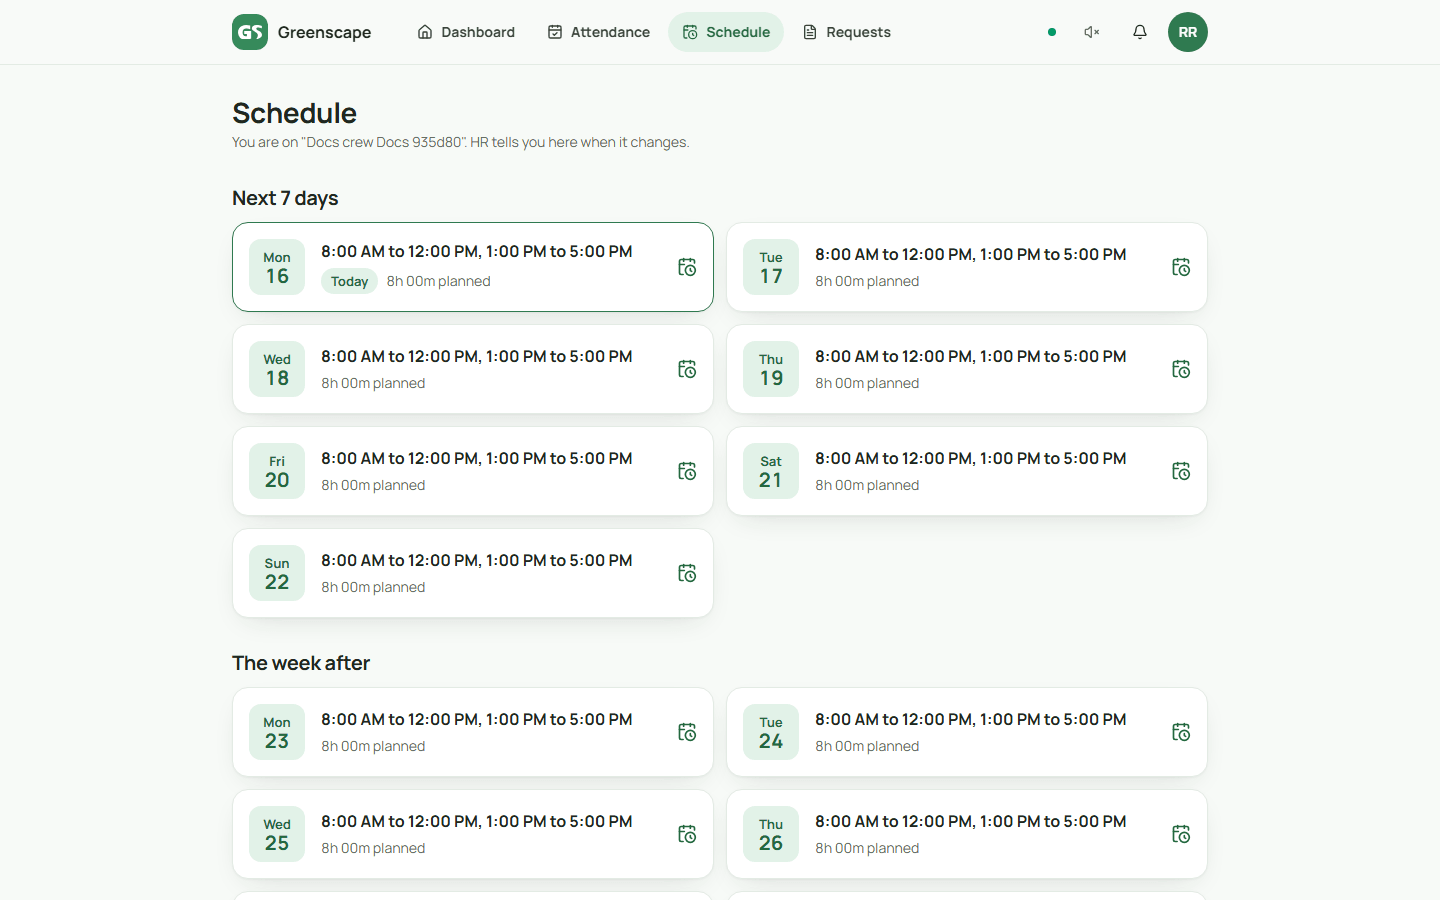 GS Greenscape Dashboard Attendance Schedule Requests RR
Schedule
You are on "Docs crew Docs 935d80". HR tells you here when it changes.
Next 7 days
Mon 16
8:00 AM to 12:00 PM, 1:00 PM to 5:00 PM
Today 8h 00m planned
Tue 17
8:00 AM to 12:00 PM, 1:00 PM to 5:00 PM
8h 00m planned
Wed 18
8:00 AM to 12:00 PM, 1:00 PM to 5:00 PM
8h 00m planned
Thu 19
8:00 AM to 12:00 PM, 1:00 PM to 5:00 PM
8h 00m planned
Fri 20
8:00 AM to 12:00 PM, 1:00 PM to 5:00 PM
8h 00m planned
Sat 21
8:00 AM to 12:00 PM, 1:00 PM to 5:00 PM
8h 00m planned
Sun 22
8:00 AM to 12:00 PM, 1:00 PM to 5:00 PM
8h 00m planned
The week after
Mon 23
8:00 AM to 12:00 PM, 1:00 PM to 5:00 PM
8h 00m planned
Tue 24
8:00 AM to 12:00 PM, 1:00 PM to 5:00 PM
8h 00m planned
Wed 25
8:00 AM to 12:00 PM, 1:00 PM to 5:00 PM
8h 00m planned
Thu 26
8:00 AM to 12:00 PM, 1:00 PM to 5:00 PM
8h 00m planned